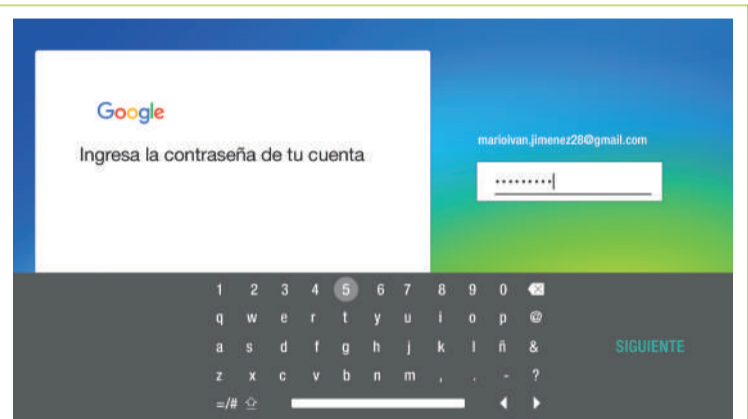 Google
Ingresa la contraseña de tu cuenta
marioivan.jimenez28@gmail.com
•••••••••
1 2 3 4 5 6 7 8 9 0
q w e r t y u i o p @
a s d f g h j k l ñ & SIGUIENTE
z x c v b n m , . - ?
=/#